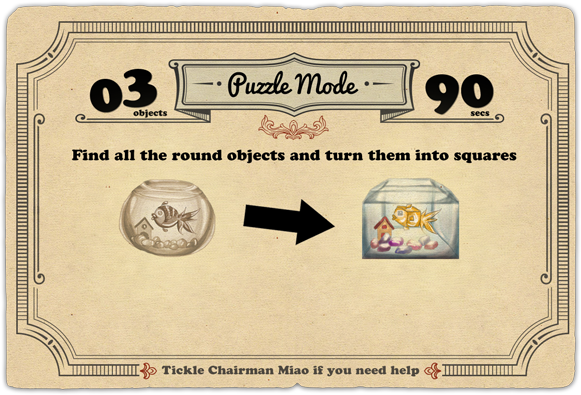 03
objects
Puzzle Mode
90
secs
Find all the round objects and turn them into squares
Tickle Chairman Miao if you need help